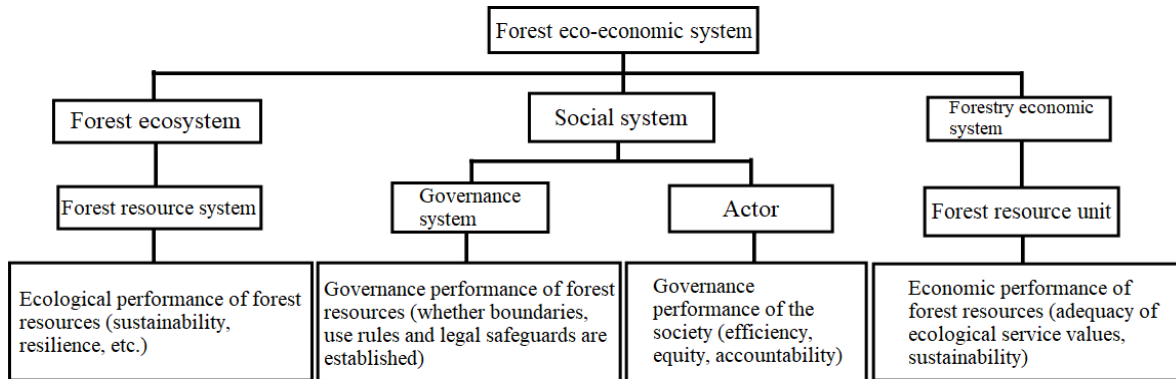 Forest eco-economic system
Forest ecosystem
Social system
Forestry economic
system
Forest resource system
Governance
system
Actor
Forest resource unit
Ecological performance of forest
resources (sustainability,
resilience, etc.)
Governance performance of forest
resources (whether boundaries,
use rules and legal safeguards are
established)
Governance
performance of the
society (efficiency,
equity, accountability)
Economic performance of
forest resources (adequacy of
ecological service values,
sustainability)